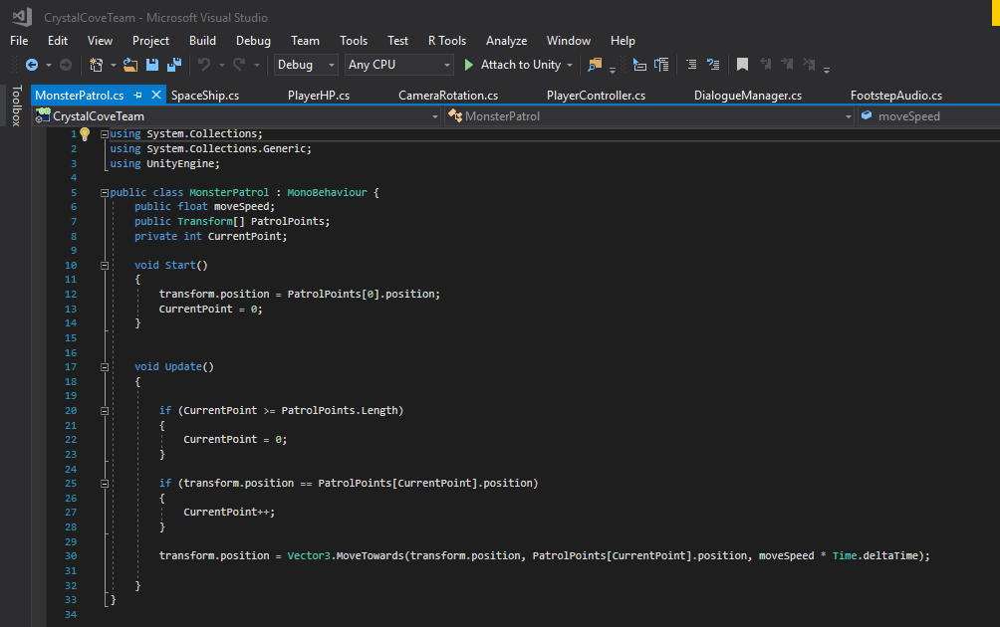 CrystalCoveTeam - Microsoft Visual Studio
File Edit View Project Build Debug Team Tools Test R Tools Analyze Window Help
Debug Any CPU Attach to Unity
Toolbox
MonsterPatrol.cs SpaceShip.cs PlayerHP.cs CameraRotation.cs PlayerController.cs DialogueManager.cs FootstepAudio.cs
CrystalCoveTeam MonsterPatrol moveSpeed
1 using System.Collections;
2 using System.Collections.Generic;
3 using UnityEngine;
4
5 public class MonsterPatrol : MonoBehaviour {
6 public float moveSpeed;
7 public Transform[] PatrolPoints;
8 private int CurrentPoint;
9
10 void Start()
11 {
12 transform.position = PatrolPoints[0].position;
13 CurrentPoint = 0;
14 }
15
16
17 void Update()
18 {
19
20 if (CurrentPoint >= PatrolPoints.Length)
21 {
22 CurrentPoint = 0;
23 }
24
25 if (transform.position == PatrolPoints[CurrentPoint].position)
26 {
27 CurrentPoint++;
28 }
29
30 transform.position = Vector3.MoveTowards(transform.position, PatrolPoints[CurrentPoint].position, moveSpeed * Time.deltaTime);
31
32 }
33 }
34